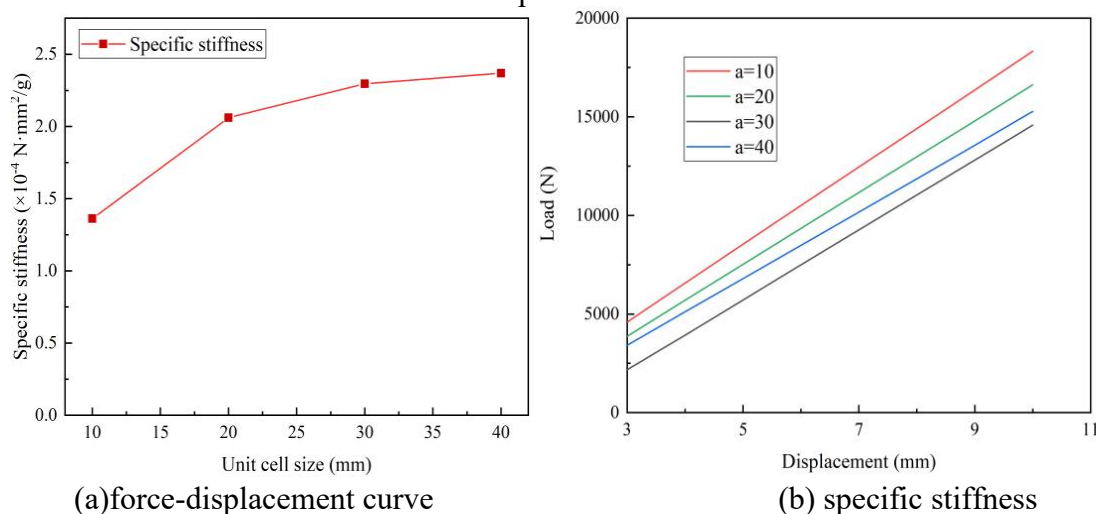 Specific stiffness
2.5
2.0
1.5
1.0
0.5
0.0
Specific stiffness (×10⁻⁴ N·mm²/g)
10 15 20 25 30 35 40
Unit cell size (mm)
(a)force-displacement curve
20000
15000
10000
5000
0
Load (N)
a=10
a=20
a=30
a=40
3 5 7 9 11
Displacement (mm)
(b) specific stiffness